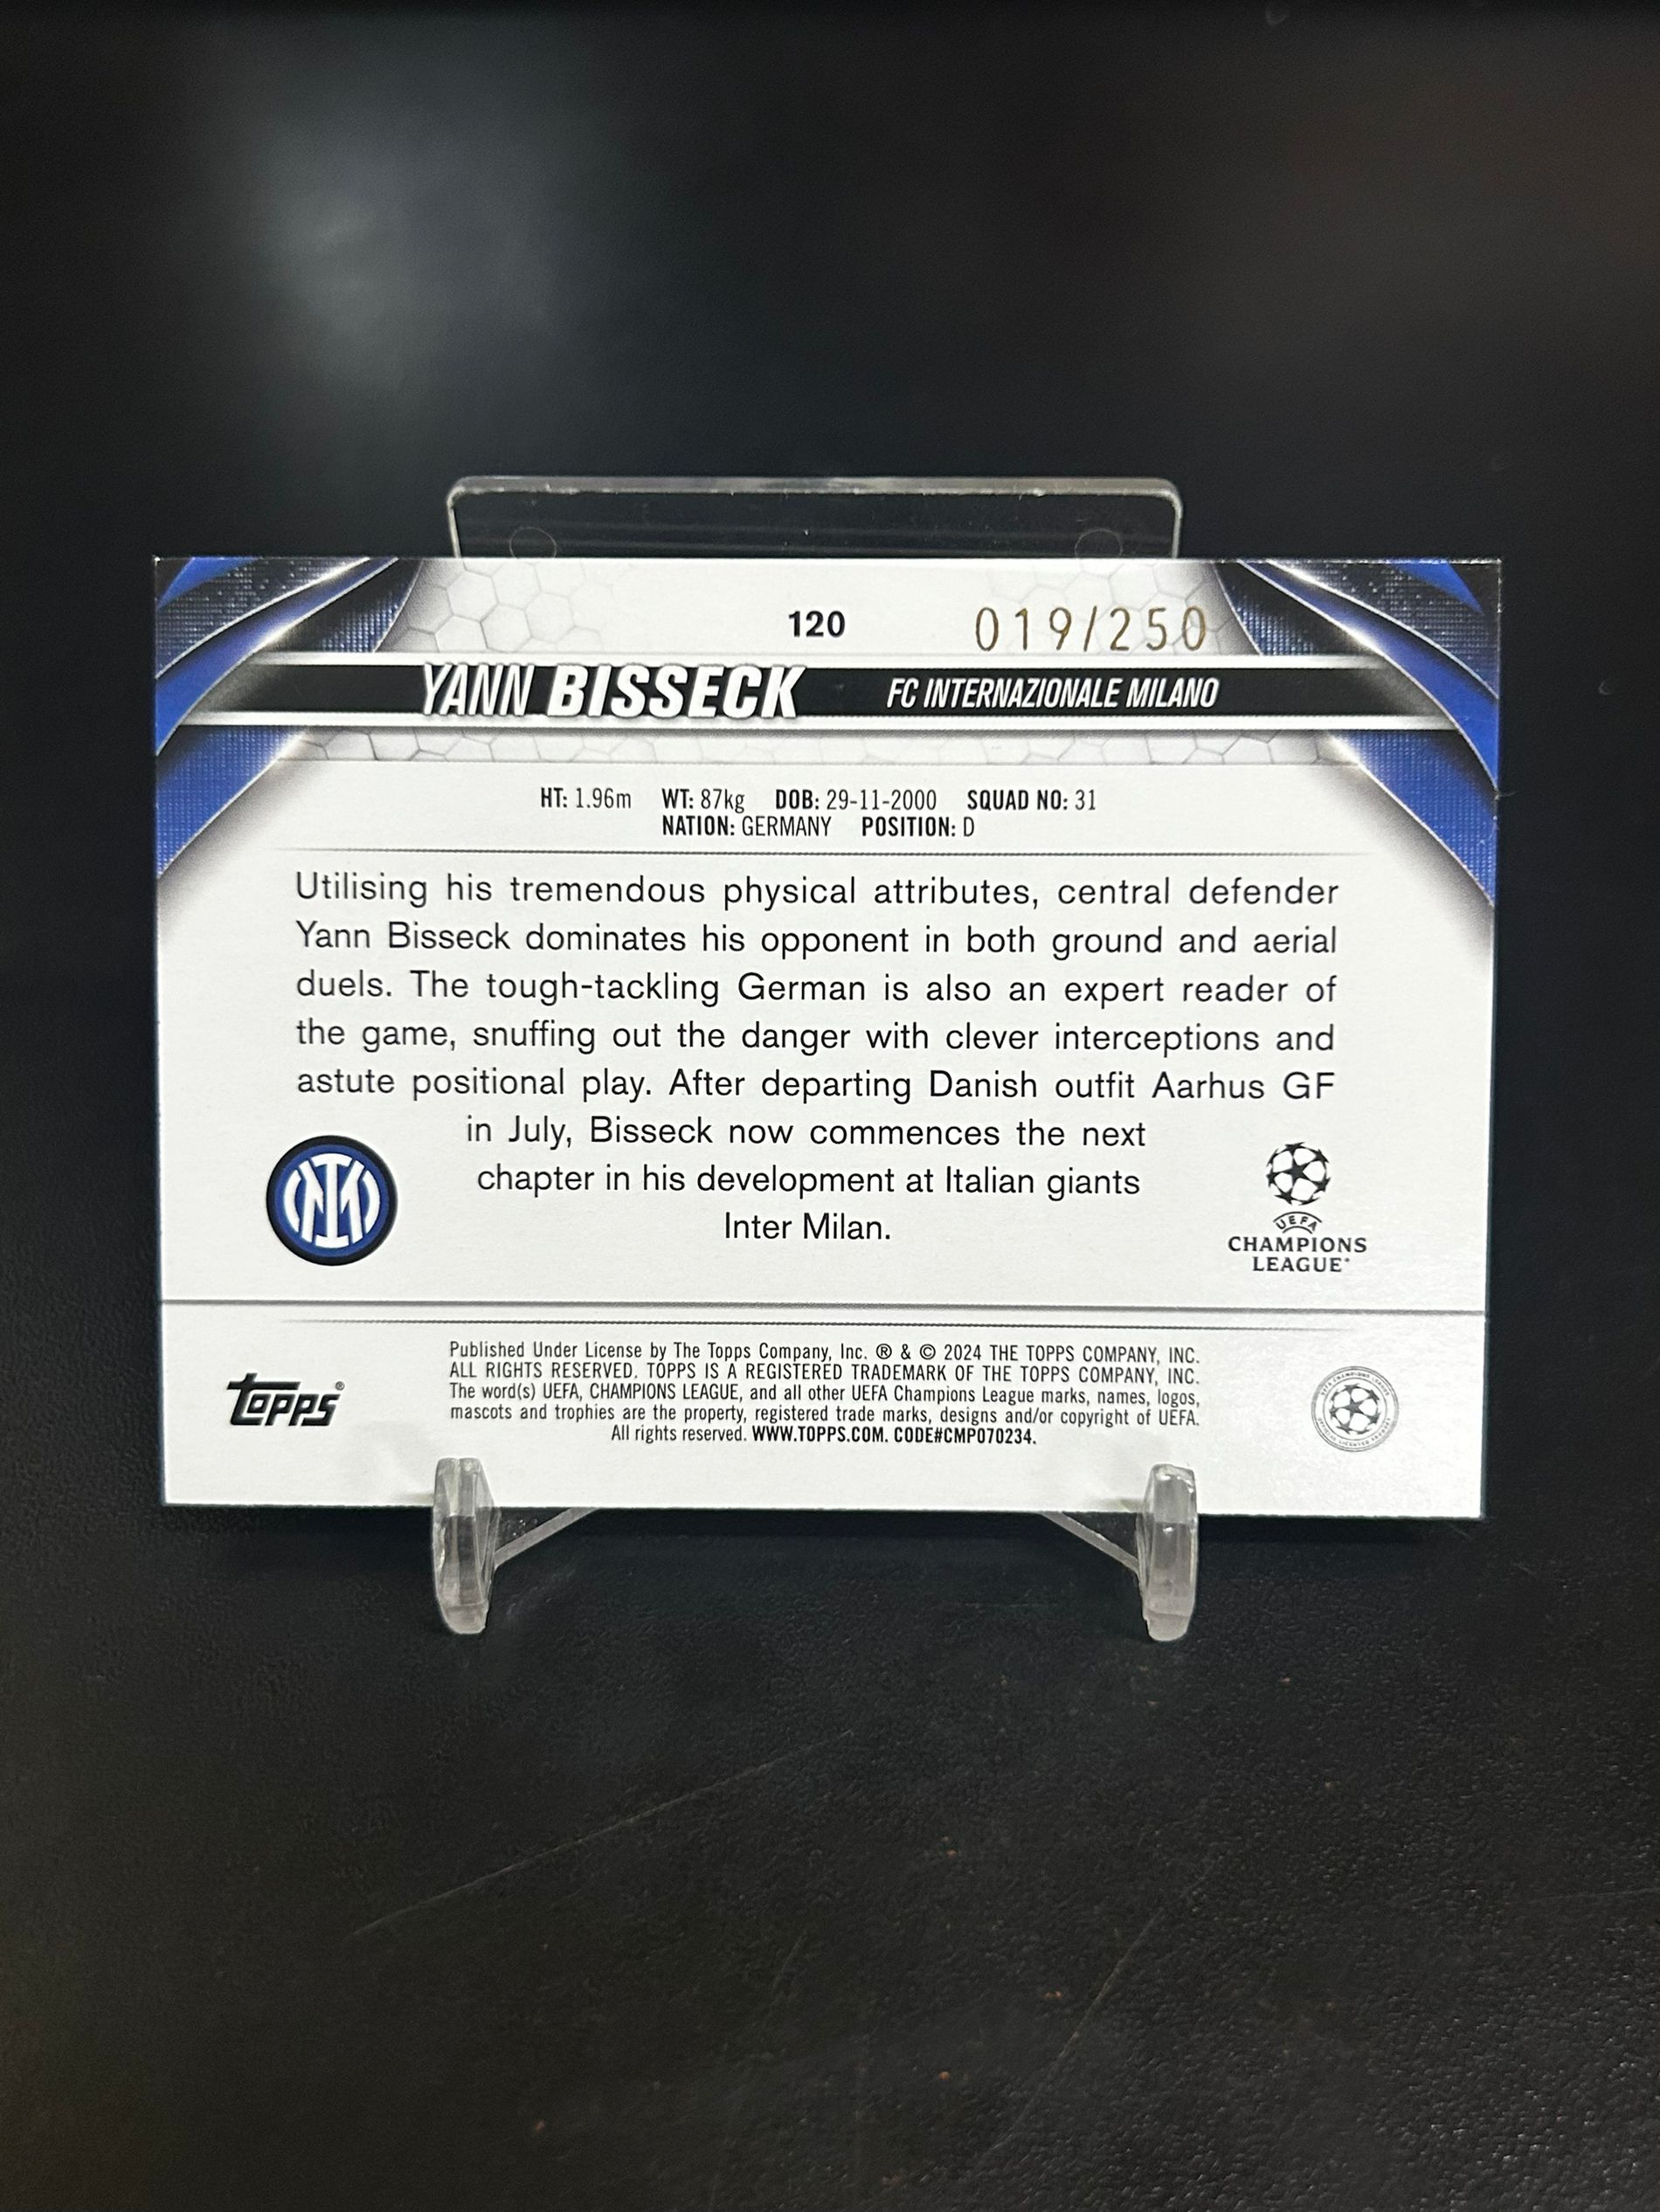 120 019/250
YANN BISSECK FC INTERNAZIONALE MILANO
HT: 1.96m WT: 87kg DOB: 29-11-2000 SQUAD NO: 31
NATION: GERMANY POSITION: D
Utilising his tremendous physical attributes, central defender
Yann Bisseck dominates his opponent in both ground and aerial
duels. The tough-tackling German is also an expert reader of
the game, snuffing out the danger with clever interceptions and
astute positional play. After departing Danish outfit Aarhus GF
in July, Bisseck now commences the next
chapter in his development at Italian giants
Inter Milan.
UEFA
CHAMPIONS
LEAGUE
Published Under License by The Topps Company, Inc. ® & © 2024 THE TOPPS COMPANY, INC.
ALL RIGHTS RESERVED. TOPPS IS A REGISTERED TRADEMARK OF THE TOPPS COMPANY, INC.
The word(s) UEFA, CHAMPIONS LEAGUE, and all other UEFA Champions League marks, names, logos,
mascots and trophies are the property, registered trade marks, designs and/or copyright of UEFA.
All rights reserved. WWW.TOPPS.COM. CODE#CMP070234.
topps®